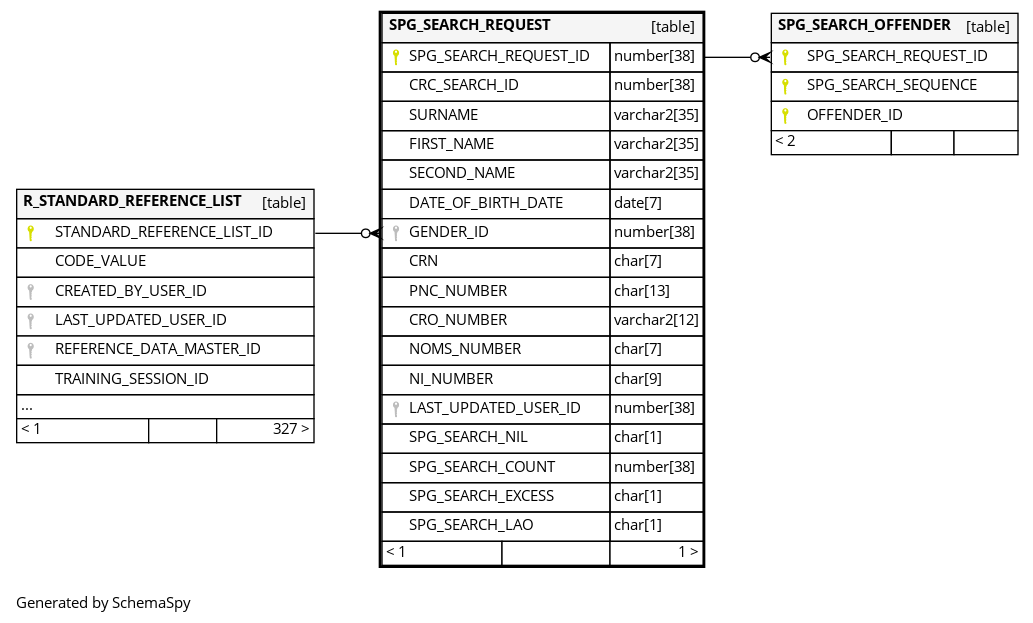 R_STANDARD_REFERENCE_LIST [table]
STANDARD_REFERENCE_LIST_ID
CODE_VALUE
CREATED_BY_USER_ID
LAST_UPDATED_USER_ID
REFERENCE_DATA_MASTER_ID
TRAINING_SESSION_ID
...
< 1 327 >
SPG_SEARCH_REQUEST [table]
SPG_SEARCH_REQUEST_ID number[38]
CRC_SEARCH_ID number[38]
SURNAME varchar2[35]
FIRST_NAME varchar2[35]
SECOND_NAME varchar2[35]
DATE_OF_BIRTH_DATE date[7]
GENDER_ID number[38]
CRN char[7]
PNC_NUMBER char[13]
CRO_NUMBER varchar2[12]
NOMS_NUMBER char[7]
NI_NUMBER char[9]
LAST_UPDATED_USER_ID number[38]
SPG_SEARCH_NIL char[1]
SPG_SEARCH_COUNT number[38]
SPG_SEARCH_EXCESS char[1]
SPG_SEARCH_LAO char[1]
< 1 1 >
SPG_SEARCH_OFFENDER [table]
SPG_SEARCH_REQUEST_ID
SPG_SEARCH_SEQUENCE
OFFENDER_ID
< 2
Generated by SchemaSpy